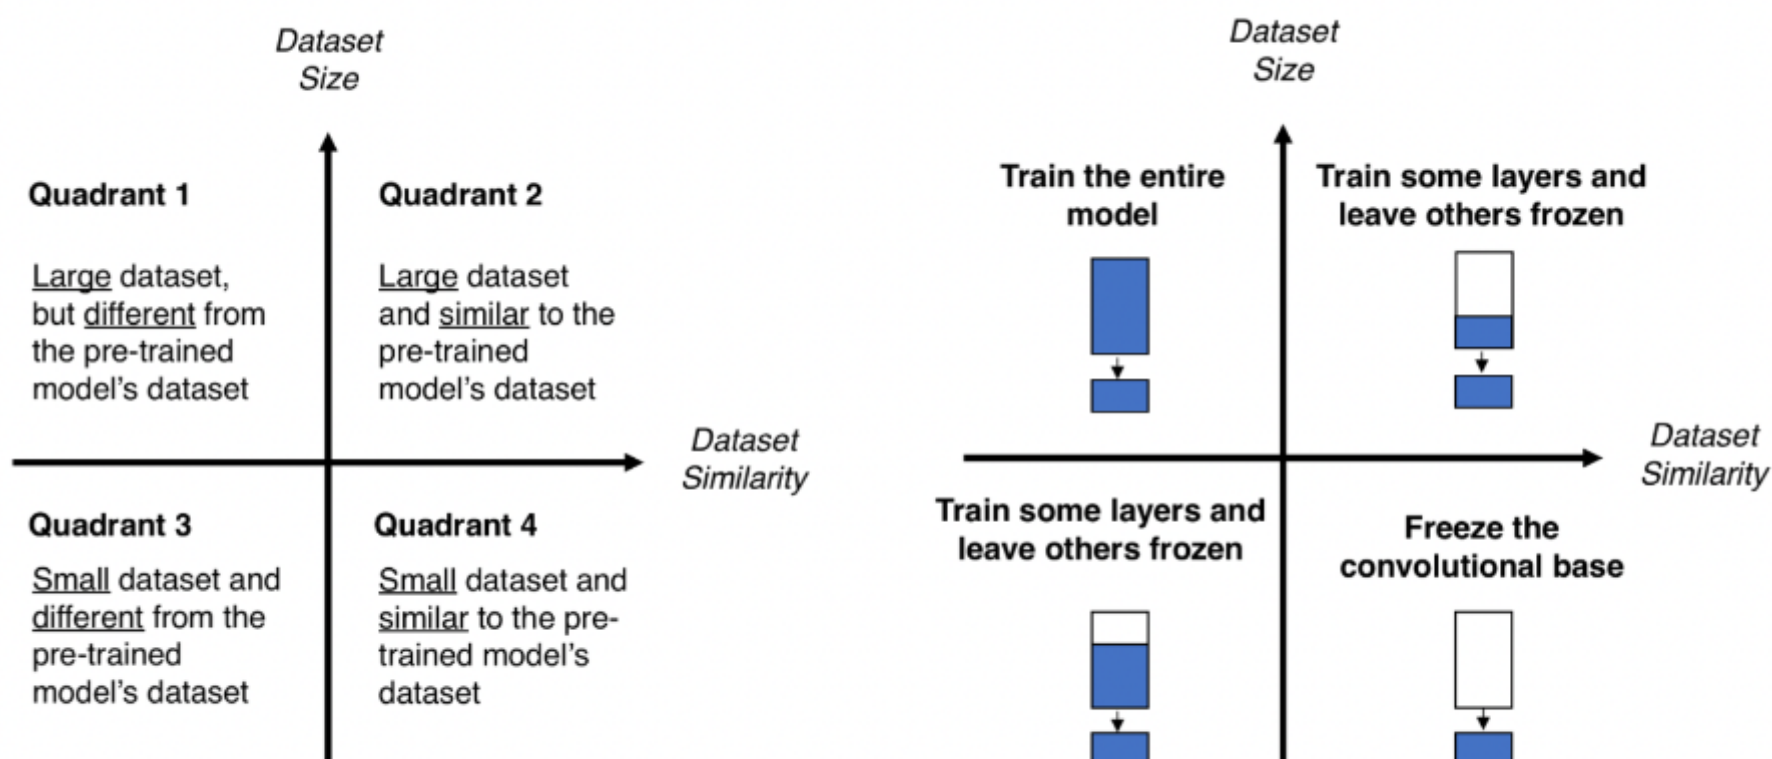 Dataset
Size
Quadrant 1
Large dataset,
but different from
the pre-trained
model's dataset
Quadrant 2
Large dataset
and similar to the
pre-trained
model's dataset
Dataset
Similarity
Quadrant 3
Small dataset and
different from the
pre-trained
model's dataset
Quadrant 4
Small dataset and
similar to the pre-
trained model's
dataset
Dataset
Size
Train the entire
model
Train some layers and
leave others frozen
Dataset
Similarity
Train some layers and
leave others frozen
Freeze the
convolutional base